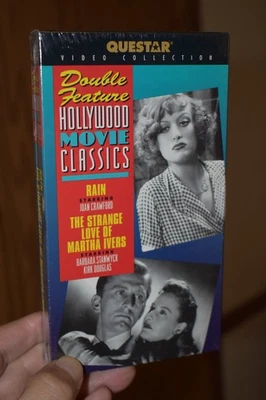 QUESTAR
VIDEO COLLECTION
Double
Feature
HOLLYWOOD
MOVIE
CLASSICS
RAIN
STARRING
JOAN CRAWFORD
THE STRANGE
LOVE OF
MARTHA IVERS
STARRING
BARBARA STANWYCK
KIRK DOUGLAS